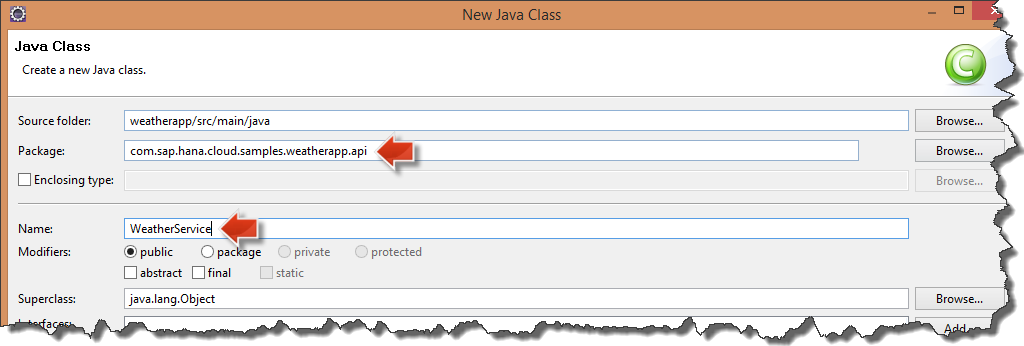 New Java Class
Java Class
Create a new Java class.
C
Source folder: weatherapp/src/main/java Browse...
Package: com.sap.hana.cloud.samples.weatherapp.api Browse...
Enclosing type: Browse...
Name: WeatherService
Modifiers: public package private protected
abstract final static
Superclass: java.lang.Object Browse...
Interfaces: Add